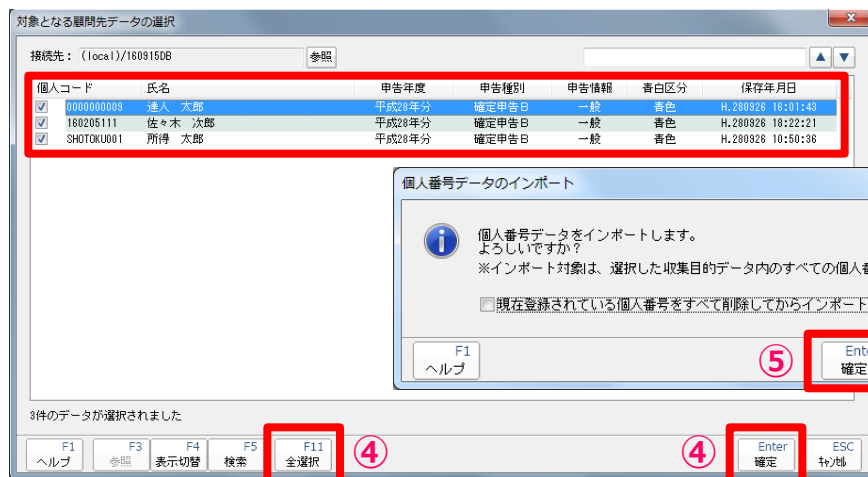 対象となる顧問先データの選択
接続先： (local)/160915DB 参照
個人コード 氏名 申告年度 申告種別 申告情報 青白区分 保存年月日
0000000009 達人 太郎 平成28年分 確定申告B 一般 青色 H.280926 16:01:43
160205111 佐々木 次郎 平成28年分 確定申告B 一般 青色 H.280926 18:22:21
SHOTOKU001 所得 太郎 平成28年分 確定申告B 一般 青色 H.280926 10:50:36
個人番号データのインポート
個人番号データをインポートします。
よろしいですか？
※インポート対象は、選択した収集目的データ内のすべての個人番
現在登録されている個人番号をすべて削除してからインポート
F1
ヘルプ
⑤
Ente
確定
3件のデータが選択されました
F1 F3 F4 F5 F11 Enter ESC
ヘルプ 参照 表示切替 検索 全選択 ④ ④ 確定 ｷｬﾝｾﾙ